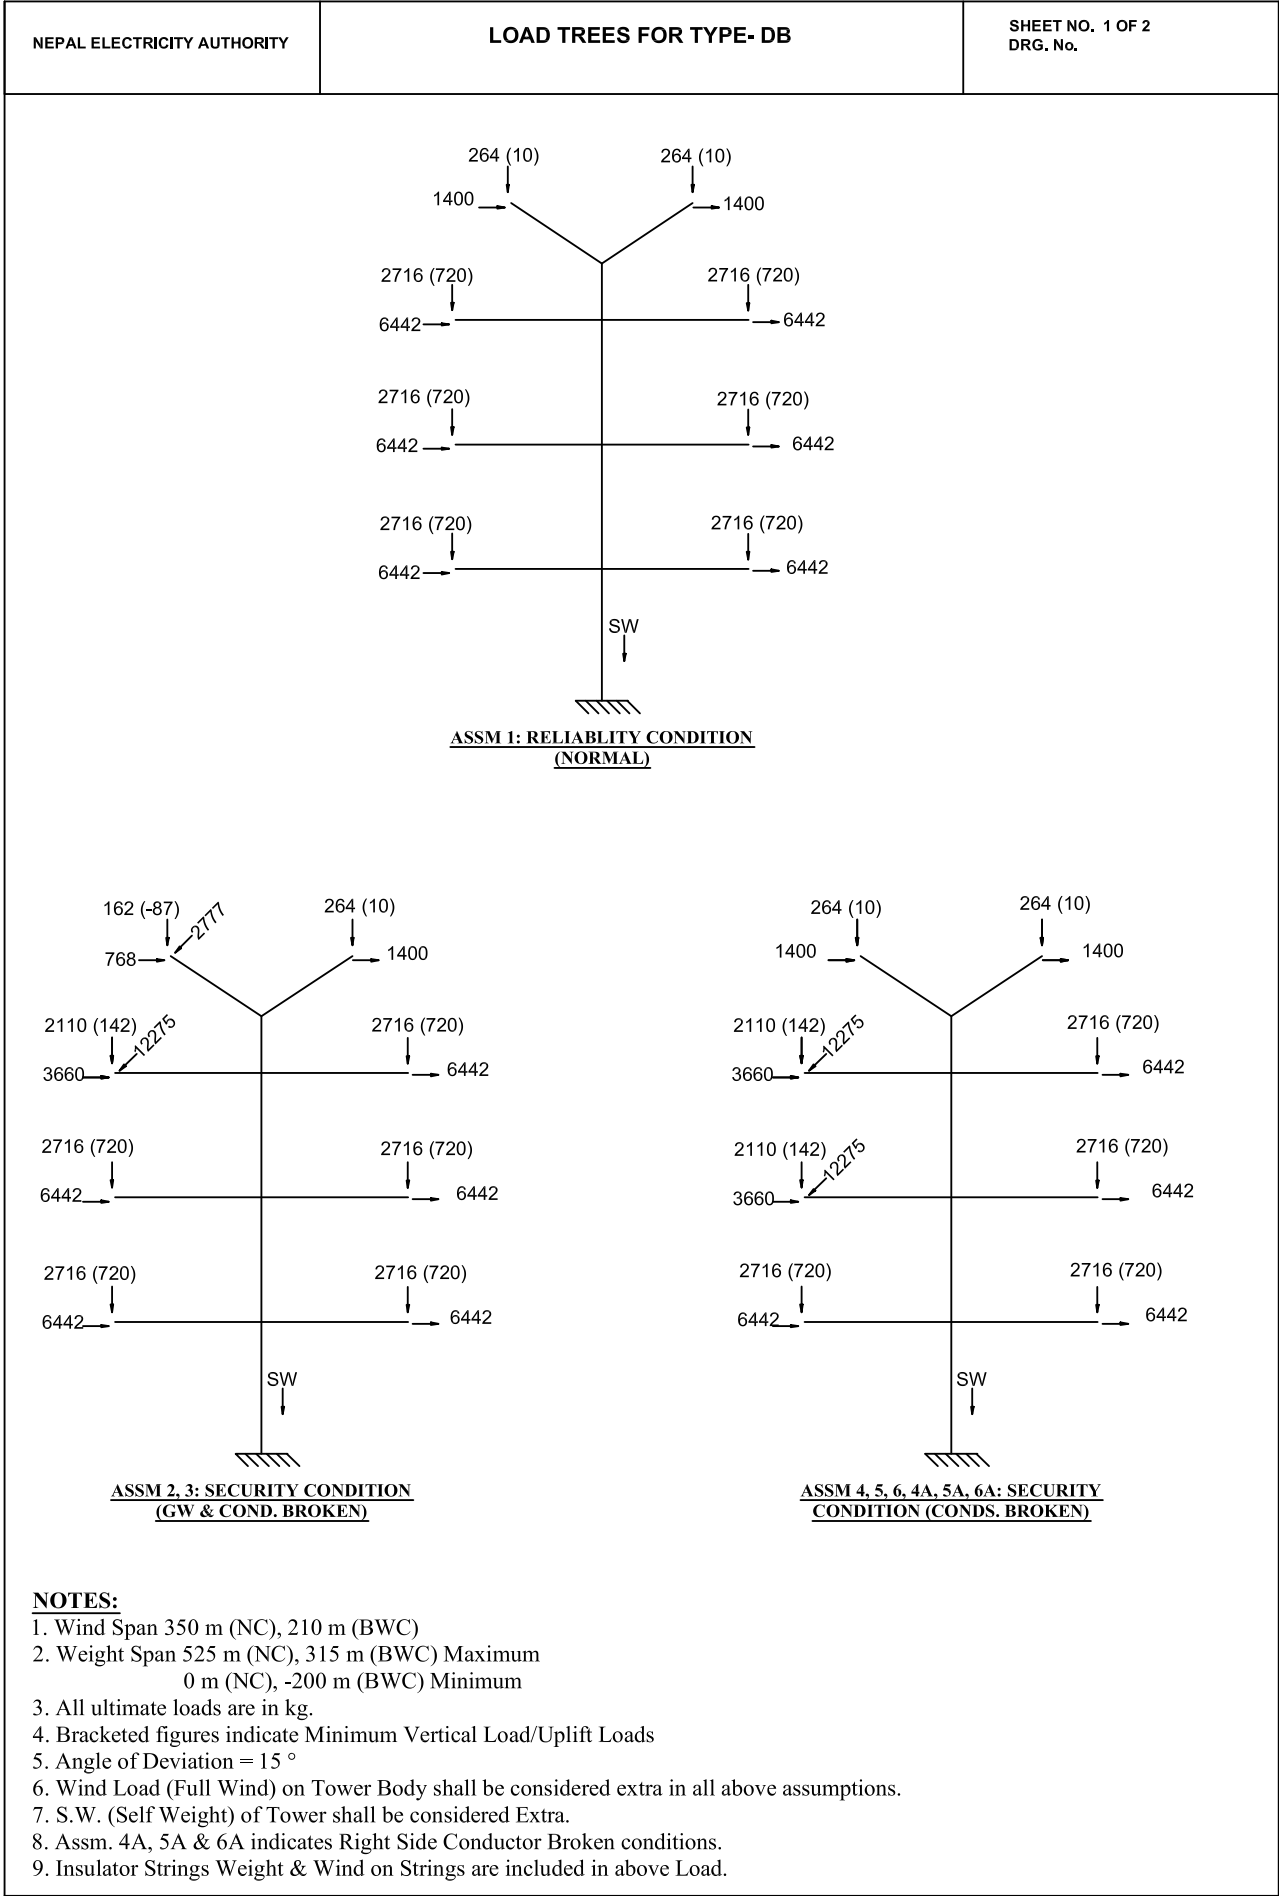 NEPAL ELECTRICITY AUTHORITY
LOAD TREES FOR TYPE- DB
SHEET NO. 1 OF 2
DRG. No.
264 (10) 264 (10)
1400 1400
2716 (720) 2716 (720)
6442 6442
2716 (720) 2716 (720)
6442 6442
2716 (720) 2716 (720)
6442 6442
SW
ASSM 1: RELIABLITY CONDITION
(NORMAL)
162 (-87) 2777 264 (10)
768 1400
2110 (142) 12275 2716 (720)
3660 6442
2716 (720) 2716 (720)
6442 6442
2716 (720) 2716 (720)
6442 6442
SW
ASSM 2, 3: SECURITY CONDITION
(GW & COND. BROKEN)
264 (10) 264 (10)
1400 1400
2110 (142) 12275 2716 (720)
3660 6442
2110 (142) 12275 2716 (720)
3660 6442
2716 (720) 2716 (720)
6442 6442
SW
ASSM 4, 5, 6, 4A, 5A, 6A: SECURITY
CONDITION (CONDS. BROKEN)
NOTES:
1. Wind Span 350 m (NC), 210 m (BWC)
2. Weight Span 525 m (NC), 315 m (BWC) Maximum
0 m (NC), -200 m (BWC) Minimum
3. All ultimate loads are in kg.
4. Bracketed figures indicate Minimum Vertical Load/Uplift Loads
5. Angle of Deviation = 15 °
6. Wind Load (Full Wind) on Tower Body shall be considered extra in all above assumptions.
7. S.W. (Self Weight) of Tower shall be considered Extra.
8. Assm. 4A, 5A & 6A indicates Right Side Conductor Broken conditions.
9. Insulator Strings Weight & Wind on Strings are included in above Load.